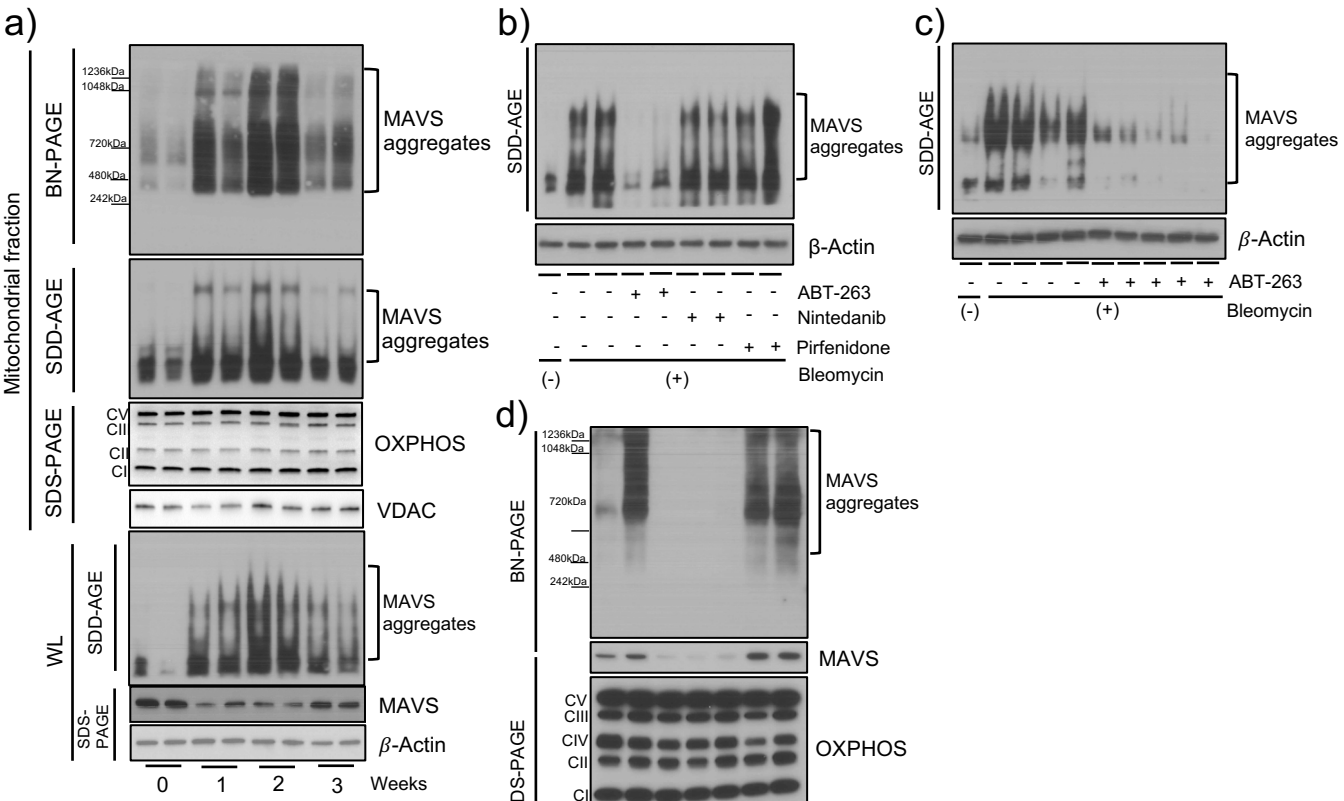 a)
Mitochondrial fraction
BN-PAGE
1236kDa
1048kDa
720kDa
480kDa
242kDa
MAVS
aggregates
SDD-AGE
MAVS
aggregates
SDS-PAGE
CV
CII
CII
CI
OXPHOS
VDAC
WL
SDD-AGE
MAVS
aggregates
SDS-
PAGE
MAVS
β-Actin
0 1 2 3 Weeks
b)
SDD-AGE
MAVS
aggregates
β-Actin
- - - + + - - - - ABT-263
- - - - - + + - - Nintedanib
- - - - - - - + + Pirfenidone
(-) (+) Bleomycin
c)
SDD-AGE
MAVS
aggregates
β-Actin
- - - - - + + + + + ABT-263
(-) (+) Bleomycin
d)
BN-PAGE
1236kDa
1048kDa
720kDa
480kDa
242kDa
MAVS
aggregates
MAVS
DS-PAGE
CV
CIII
CIV
CII
CI
OXPHOS